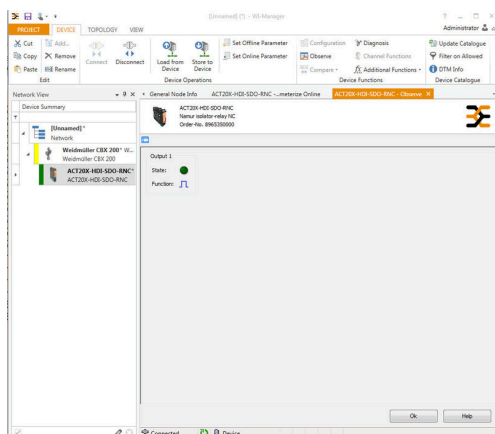 [Unnamed] (*) - WI-Manager
PROJECT DEVICE TOPOLOGY VIEW Administrator
Cut Add...
Copy
Paste Rename
Edit
Connect Disconnect
Load from Device Store to Device
Set Offline Parameter
Set Online Parameter
Device Operations
Configuration Diagnosis
Observe Channel Functions
Compare Additional Functions
Device Functions
Update Catalogue
Filter on Allowed
DTM Info
Device Catalogue
Network View
General Node Info ACT20X-HDI-SDO-RNC -...meterize Online ACT20X-HDI-SDO-RNC - Observe
Device Summary
[Unnamed]*
Network
Weidmüller CBX 200* W...
Weidmüller CBX 200
ACT20X-HDI-SDO-RNC*
ACT20X-HDI-SDO-RNC
ACT20X-HDI-SDO-RNC
Namur isolator-relay NC
Order-No. 8965350000
Output 1
State:
Function:
Ok Help
Connected Device